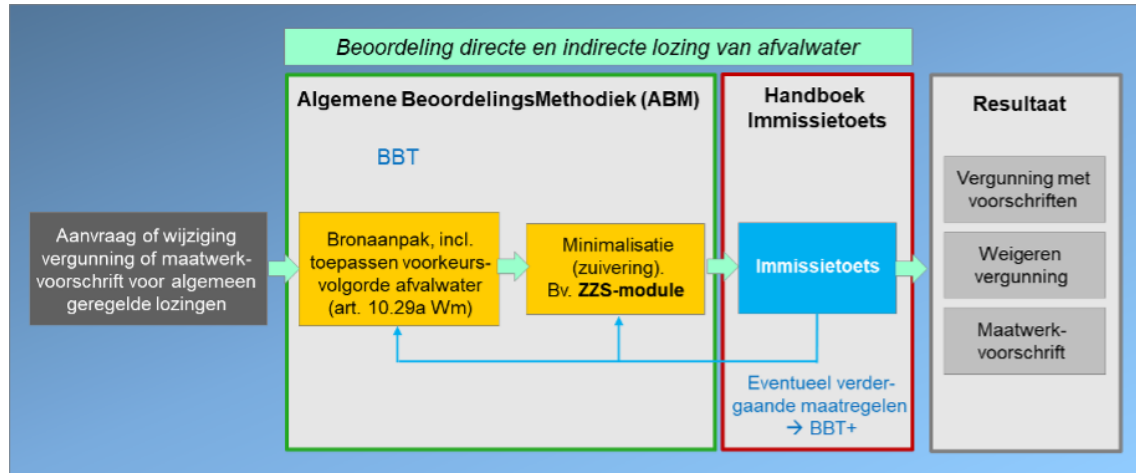 Beoordeling directe en indirecte lozing van afvalwater
Algemene BeoordelingsMethodiek (ABM)
BBT
Handboek
Immissietoets
Resultaat
Aanvraag of wijziging
vergunning of maatwerk-
voorschrift voor algemeen
geregelde lozingen
Bronaanpak, incl.
toepassen voorkeurs-
volgorde afvalwater
(art. 10.29a Wm)
Minimalisatie
(zuivering).
Bv. ZZS-module
Immissietoets
Eventueel verder-
gaande maatregelen
→ BBT+
Vergunning met
voorschriften
Weigeren
vergunning
Maatwerk-
voorschrift